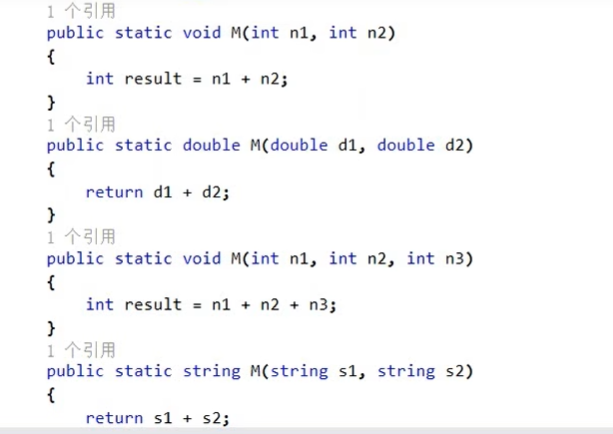 1 个引用
public static void M(int n1, int n2)
{
    int result = n1 + n2;
}
1 个引用
public static double M(double d1, double d2)
{
    return d1 + d2;
}
1 个引用
public static void M(int n1, int n2, int n3)
{
    int result = n1 + n2 + n3;
}
1 个引用
public static string M(string s1, string s2)
{
    return s1 + s2;